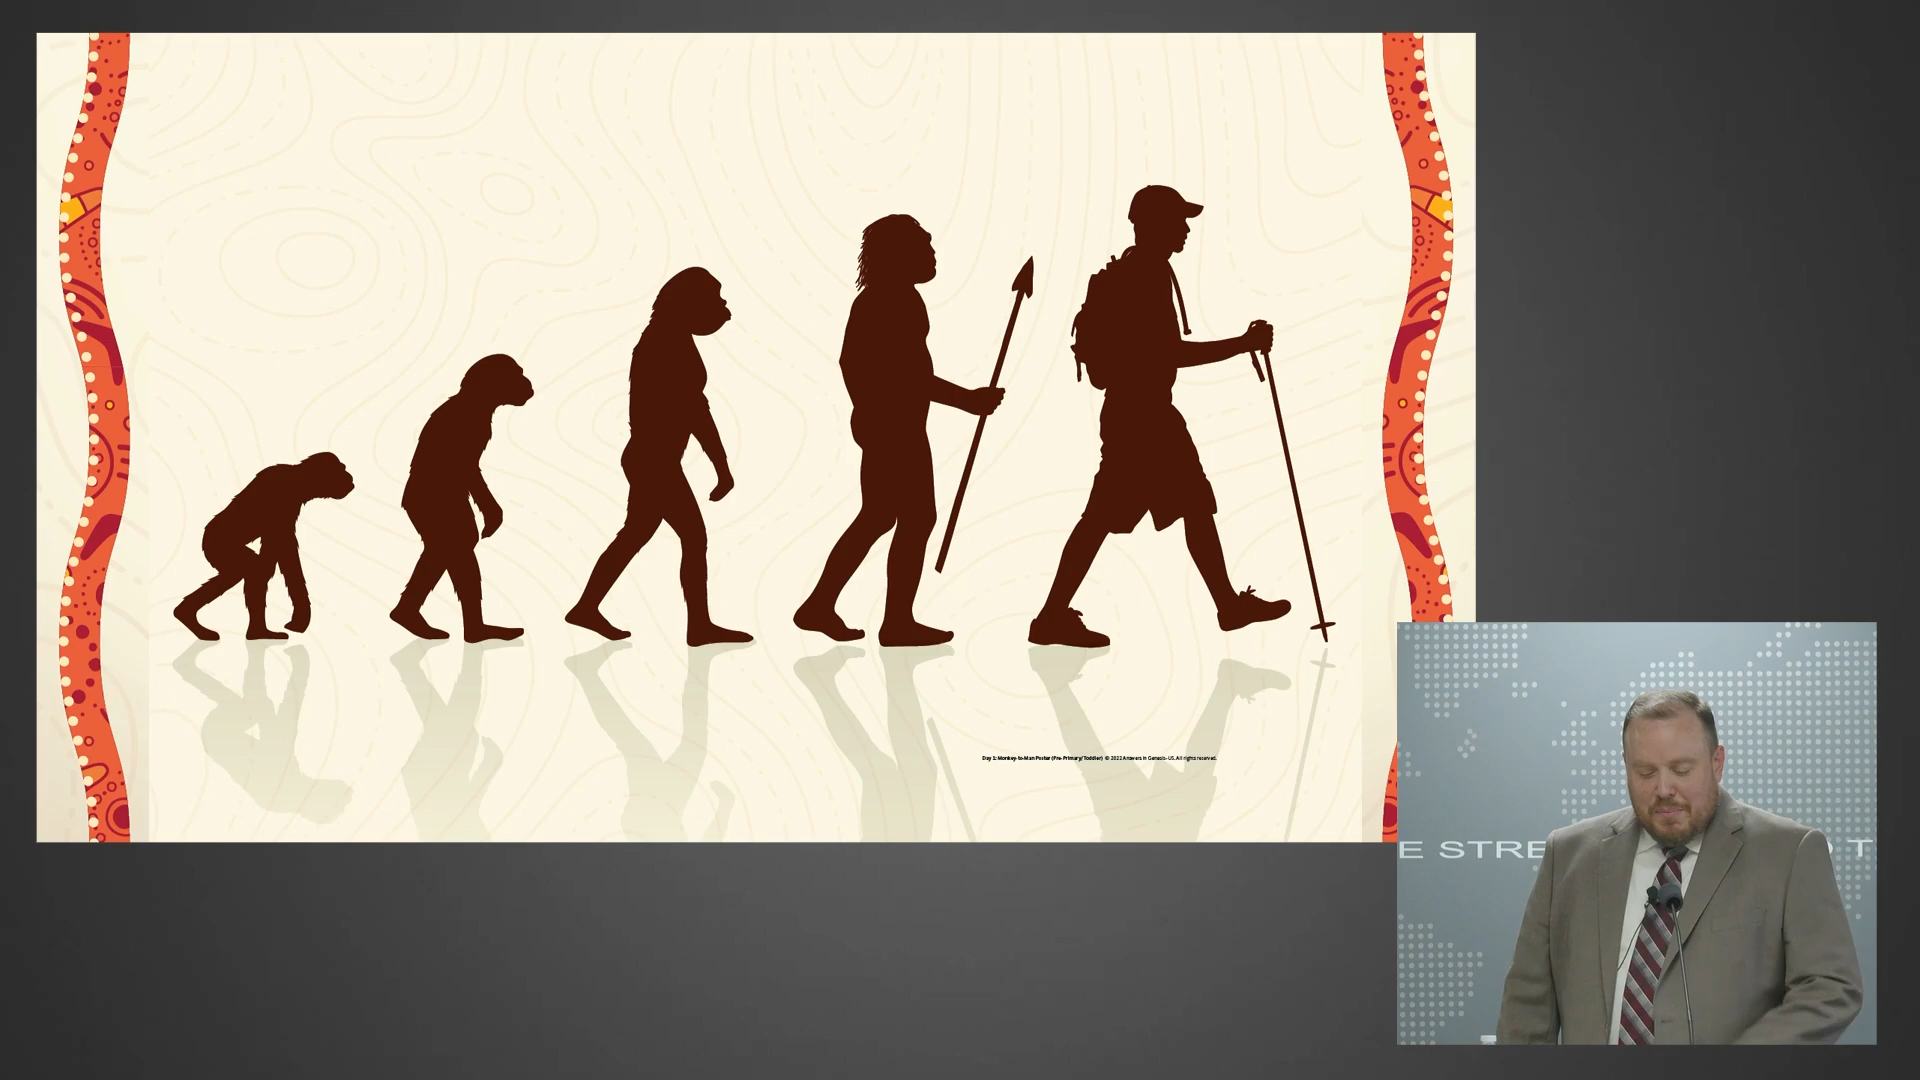 Day 1: Monkey-to-Man Poster (Pre-Primary/Toddler) © 2022 Answers in Genesis-US. All rights reserved.
E STRE T